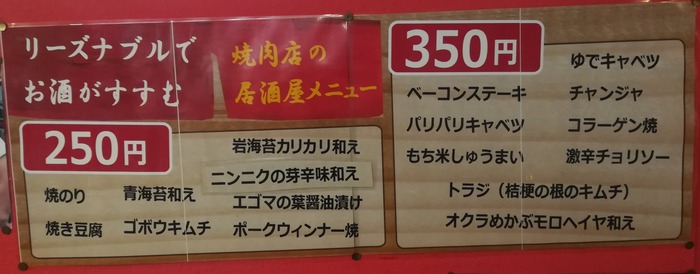 リーズナブルで
お酒がすすむ
焼肉店の
居酒屋メニュー
250円
岩海苔カリカリ和え
ニンニクの芽辛味和え
焼のり 青海苔和え エゴマの葉醤油漬け
焼き豆腐 ゴボウキムチ ポークウィンナー焼
350円
ゆでキャベツ
ベーコンステーキ チャンジャ
パリパリキャベツ コラーゲン焼
もち米しゅうまい 激辛チョリソー
トラジ（桔梗の根のキムチ）
オクラめかぶモロヘイヤ和え